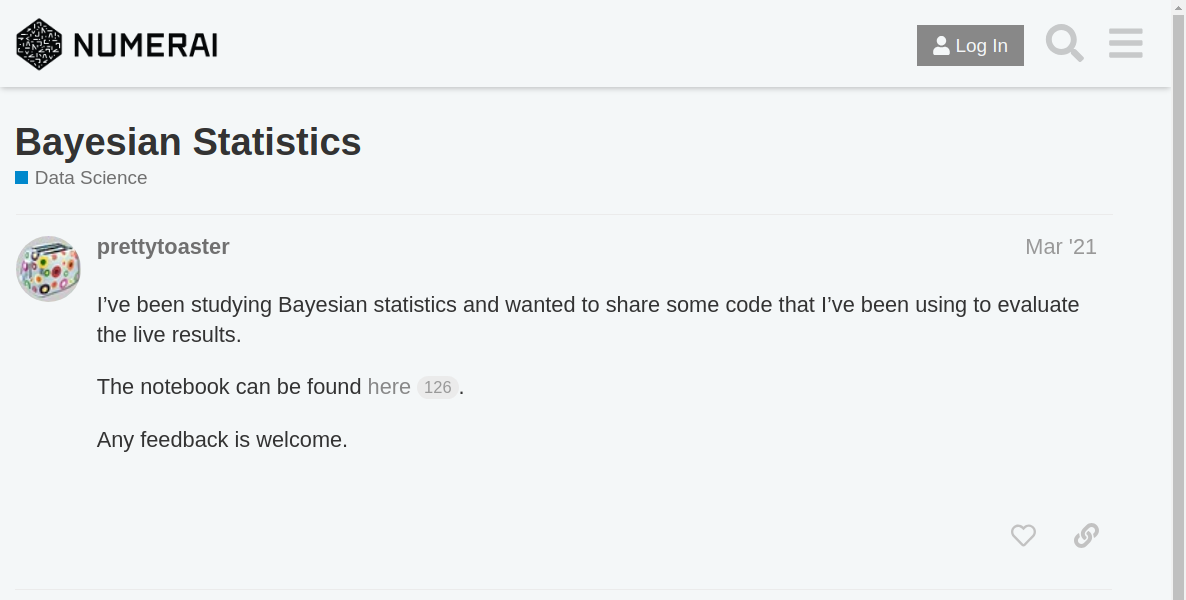 NUMERAI
Log In
Bayesian Statistics
Data Science
prettytoaster
Mar '21
I’ve been studying Bayesian statistics and wanted to share some code that I’ve been using to evaluate
the live results.
The notebook can be found here 126.
Any feedback is welcome.